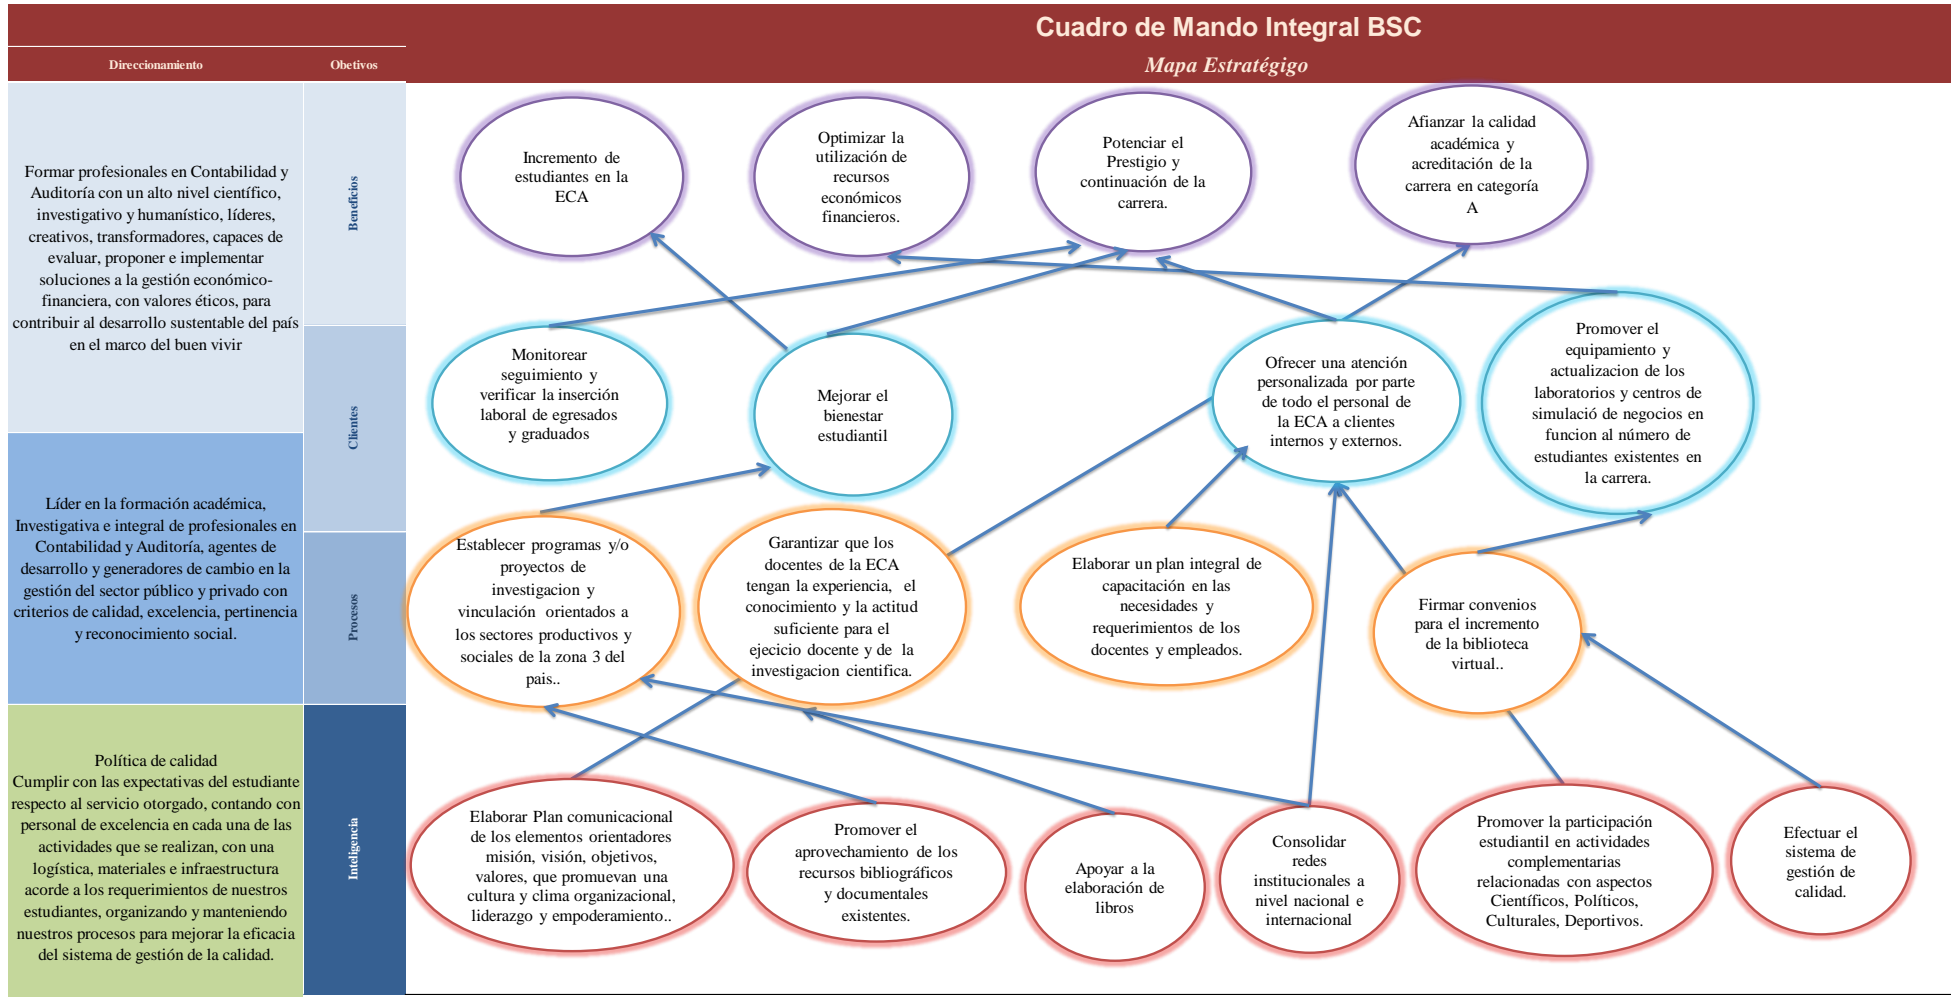 Cuadro de Mando Integral BSC
Direccionamiento
Obetivos
Mapa Estratégigo
Formar profesionales en Contabilidad y
Auditoría con un alto nivel científico,
investigativo y humanístico, líderes,
creativos, transformadores, capaces de
evaluar, proponer e implementar
soluciones a la gestión económico-
financiera, con valores éticos, para
contribuir al desarrollo sustentable del país
en el marco del buen vivir
Líder en la formación académica,
Investigativa e integral de profesionales en
Contabilidad y Auditoría, agentes de
desarrollo y generadores de cambio en la
gestión del sector público y privado con
criterios de calidad, excelencia, pertinencia
y reconocimiento social.
Política de calidad
Cumplir con las expectativas del estudiante
respecto al servicio otorgado, contando con
personal de excelencia en cada una de las
actividades que se realizan, con una
logística, materiales e infraestructura
acorde a los requerimientos de nuestros
estudiantes, organizando y manteniendo
nuestros procesos para mejorar la eficacia
del sistema de gestión de la calidad.
Beneficios
Incremento de
estudiantes en la
ECA
Optimizar la
utilización de
recursos
económicos
financieros.
Potenciar el
Prestigio y
continuación de la
carrera.
Afianzar la calidad
académica y
acreditación de la
carrera en categoría
A
Clientes
Monitorear
seguimiento y
verificar la inserción
laboral de egresados
y graduados
Mejorar el
bienestar
estudiantil
Ofrecer una atención
personalizada por parte
de todo el personal de
la ECA a clientes
internos y externos.
Promover el
equipamiento y
actualizacion de los
laboratorios y centros de
simulació de negocios en
funcion al número de
estudiantes existentes en
la carrera.
Procesos
Establecer programas y/o
proyectos de
investigacion y
vinculación orientados a
los sectores productivos y
sociales de la zona 3 del
pais..
Garantizar que los
docentes de la ECA
tengan la experiencia, el
conocimiento y la actitud
suficiente para el
ejecicio docente y de la
investigacion cientifica.
Elaborar un plan integral de
capacitación en las
necesidades y
requerimientos de los
docentes y empleados.
Firmar convenios
para el incremento
de la biblioteca
virtual..
Inteligencia
Elaborar Plan comunicacional
de los elementos orientadores
misión, visión, objetivos,
valores, que promuevan una
cultura y clima organizacional,
liderazgo y empoderamiento..
Promover el
aprovechamiento de los
recursos bibliográficos
y documentales
existentes.
Apoyar a la
elaboración de
libros
Consolidar
redes
institucionales a
nivel nacional e
internacional
Promover la participación
estudiantil en actividades
complementarias
relacionadas con aspectos
Científicos, Políticos,
Culturales, Deportivos.
Efectuar el
sistema de
gestión de
calidad.